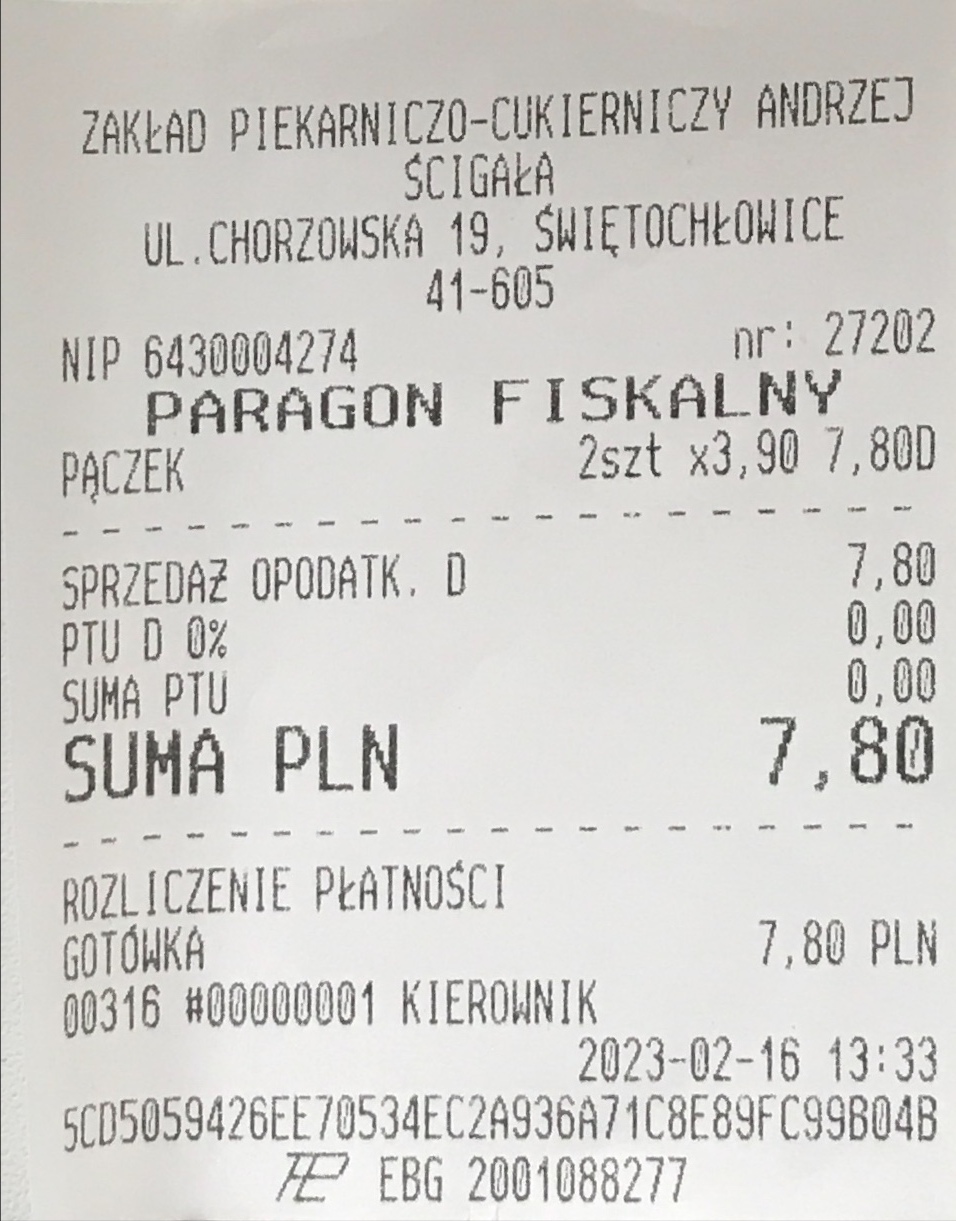 ZAKŁAD PIEKARNICZO-CUKIERNICZY ANDRZEJ
ŚCIGAŁA
UL.CHORZOWSKA 19, ŚWIĘTOCHŁOWICE
41-605
NIP 6430004274 nr: 27202
PARAGON FISKALNY
PĄCZEK 2szt x3,90 7,80D
SPRZEDAŻ OPODATK. D 7,80
PTU D 0% 0,00
SUMA PTU 0,00
SUMA PLN 7,80
ROZLICZENIE PŁATNOŚCI
GOTÓWKA 7,80 PLN
00316 #00000001 KIEROWNIK
2023-02-16 13:33
5CD5059426EE70534EC2A936A71C8E89FC99B04B
EBG 2001088277